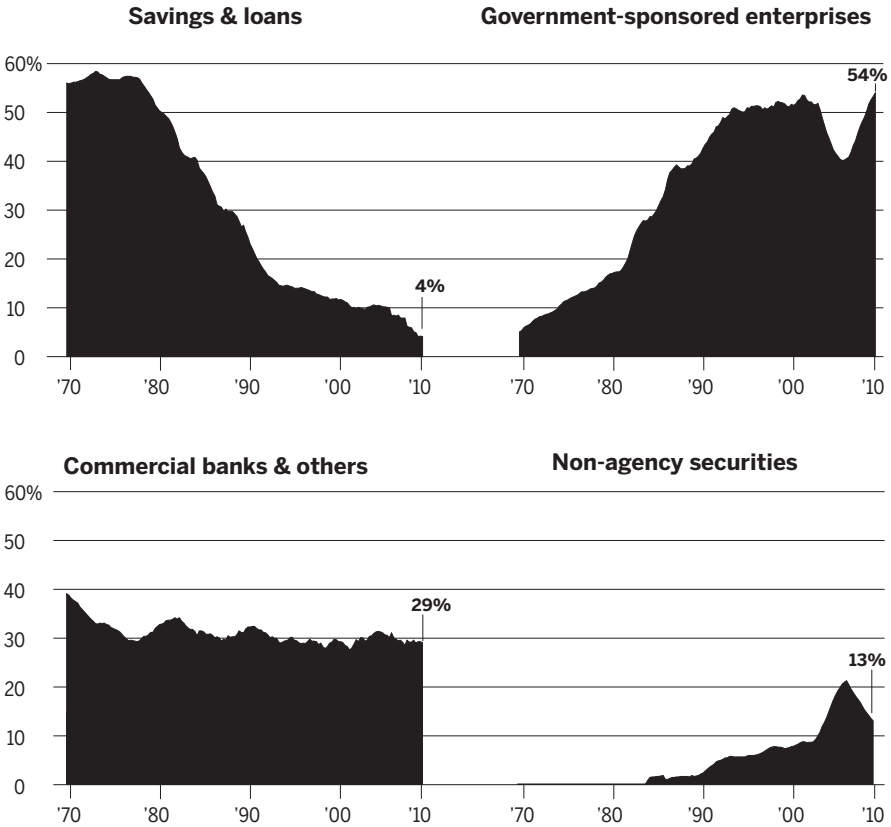 Savings & loans
Government-sponsored enterprises
60%
50
40
30
20
10
0
54%
4%
’70 ’80 ’90 ’00 ’10
’70 ’80 ’90 ’00 ’10
Commercial banks & others
Non-agency securities
60%
50
40
30
20
10
0
29%
13%
’70 ’80 ’90 ’00 ’10
’70 ’80 ’90 ’00 ’10